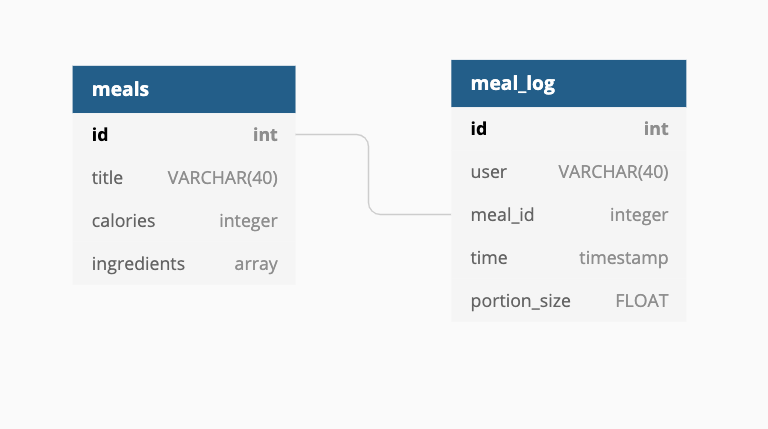 meals
id int
title VARCHAR(40)
calories integer
ingredients array
meal_log
id int
user VARCHAR(40)
meal_id integer
time timestamp
portion_size FLOAT